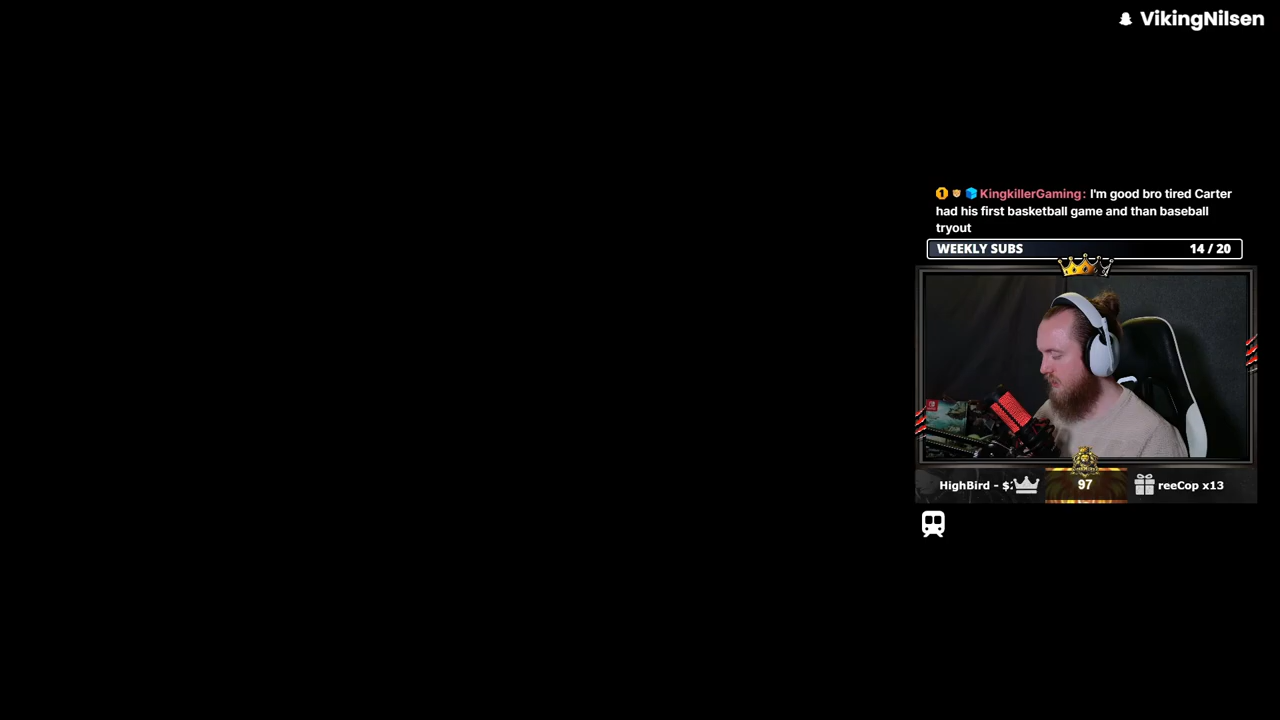 VikingNilsen
KingkillerGaming: I'm good bro tired Carter
had his first basketball game and than baseball
tryout
WEEKLY SUBS 14 / 20
HighBird - $ 97 reeCop x13